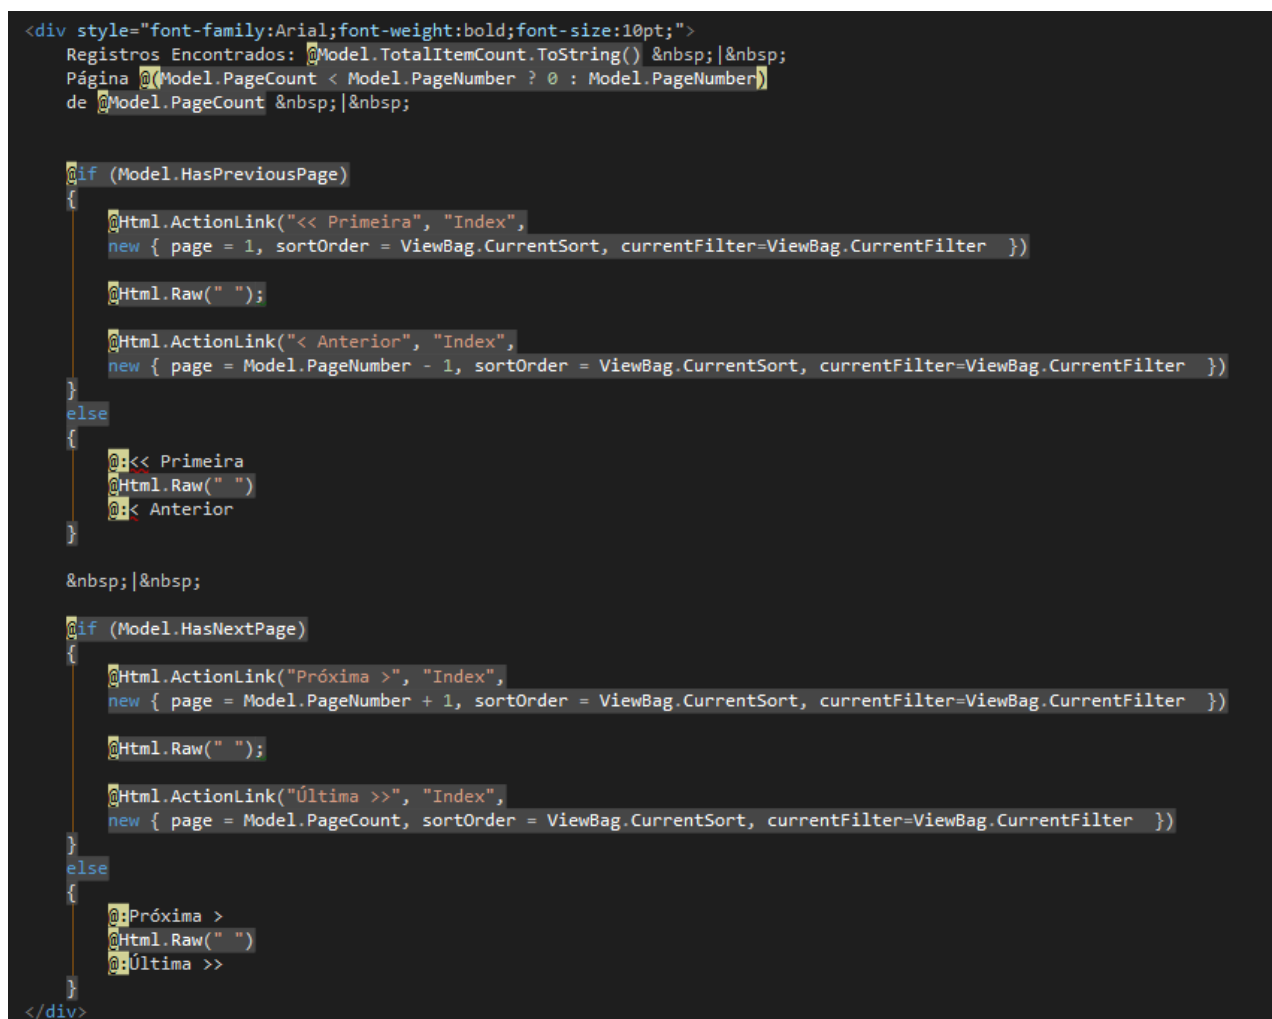 <div style="font-family:Arial;font-weight:bold;font-size:10pt;">
    Registros Encontrados: @Model.TotalItemCount.ToString() &nbsp;|&nbsp;
    Página @(Model.PageCount < Model.PageNumber ? 0 : Model.PageNumber)
    de @Model.PageCount &nbsp;|&nbsp;
    @if (Model.HasPreviousPage)
    {
        @Html.ActionLink("<< Primeira", "Index",
        new { page = 1, sortOrder = ViewBag.CurrentSort, currentFilter=ViewBag.CurrentFilter  })
        @Html.Raw(" ");
        @Html.ActionLink("< Anterior", "Index",
        new { page = Model.PageNumber - 1, sortOrder = ViewBag.CurrentSort, currentFilter=ViewBag.CurrentFilter  })
    }
    else
    {
        @:<< Primeira
        @Html.Raw(" ")
        @:< Anterior
    }
    &nbsp;|&nbsp;
    @if (Model.HasNextPage)
    {
        @Html.ActionLink("Próxima >", "Index",
        new { page = Model.PageNumber + 1, sortOrder = ViewBag.CurrentSort, currentFilter=ViewBag.CurrentFilter  })
        @Html.Raw(" ");
        @Html.ActionLink("Última >>", "Index",
        new { page = Model.PageCount, sortOrder = ViewBag.CurrentSort, currentFilter=ViewBag.CurrentFilter  })
    }
    else
    {
        @:Próxima >
        @Html.Raw(" ")
        @:Última >>
    }
</div>